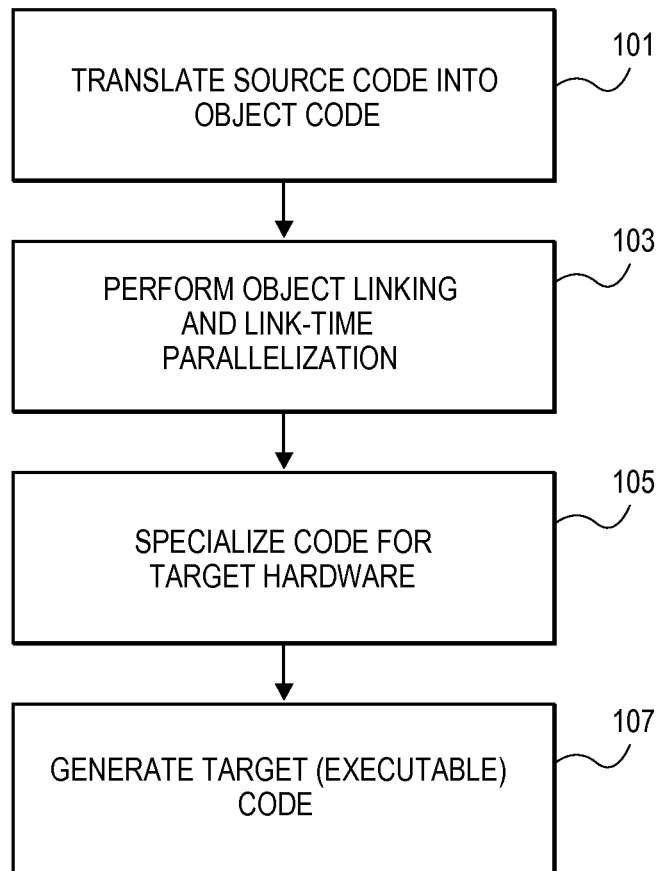 101
TRANSLATE SOURCE CODE INTO
OBJECT CODE
103
PERFORM OBJECT LINKING
AND LINK-TIME
PARALLELIZATION
105
SPECIALIZE CODE FOR
TARGET HARDWARE
107
GENERATE TARGET (EXECUTABLE)
CODE